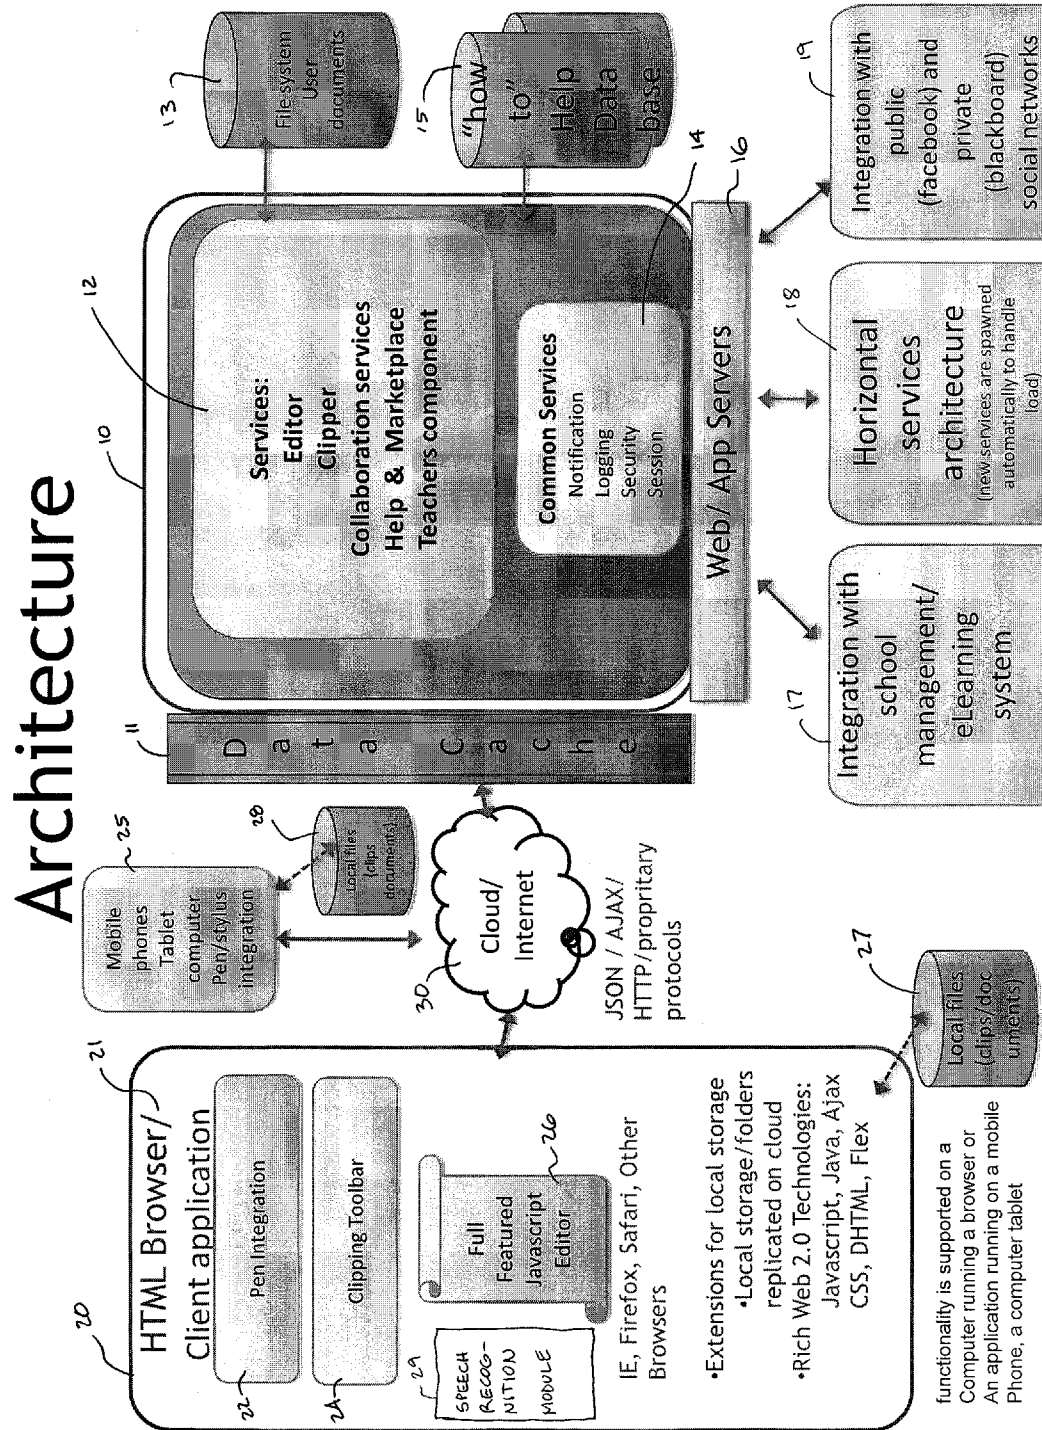 Architecture
20
HTML Browser/
21
Client application
22
Pen Integration
24
Clipping Toolbar
29
SPEECH
RECOG-
NITION
MODULE
Full
Featured
Javascript
Editor
26
IE, Firefox, Safari, Other
Browsers
•Extensions for local storage
•Local storage/folders
replicated on cloud
•Rich Web 2.0 Technologies:
Javascript, Java, Ajax
CSS, DHTML, Flex
functionality is supported on a
Computer running a browser or
An application running on a mobile
Phone, a computer tablet
27
Local files
(clips/doc
uments)
25
Mobile
phones
Tablet
computer
Pen/stylus
integration
28
Local files
(clips
documents)
30
Cloud/
Internet
JSON / AJAX/
HTTP/propritary
protocols
11
Data Cache
10
12
Services:
Editor
Clipper
Collaboration services
Help & Marketplace
Teachers component
Common Services
Notification
Logging
Security
Session
14
Web/ App Servers
16
13
File system
User
documents
15
"how
to"
Help
Data
base
17
Integration with
school
management/
eLearning
system
18
Horizontal
services
architecture
(new services are spawned
automatically to handle
load)
19
Integration with
public
(facebook) and
private
(blackboard)
social networks